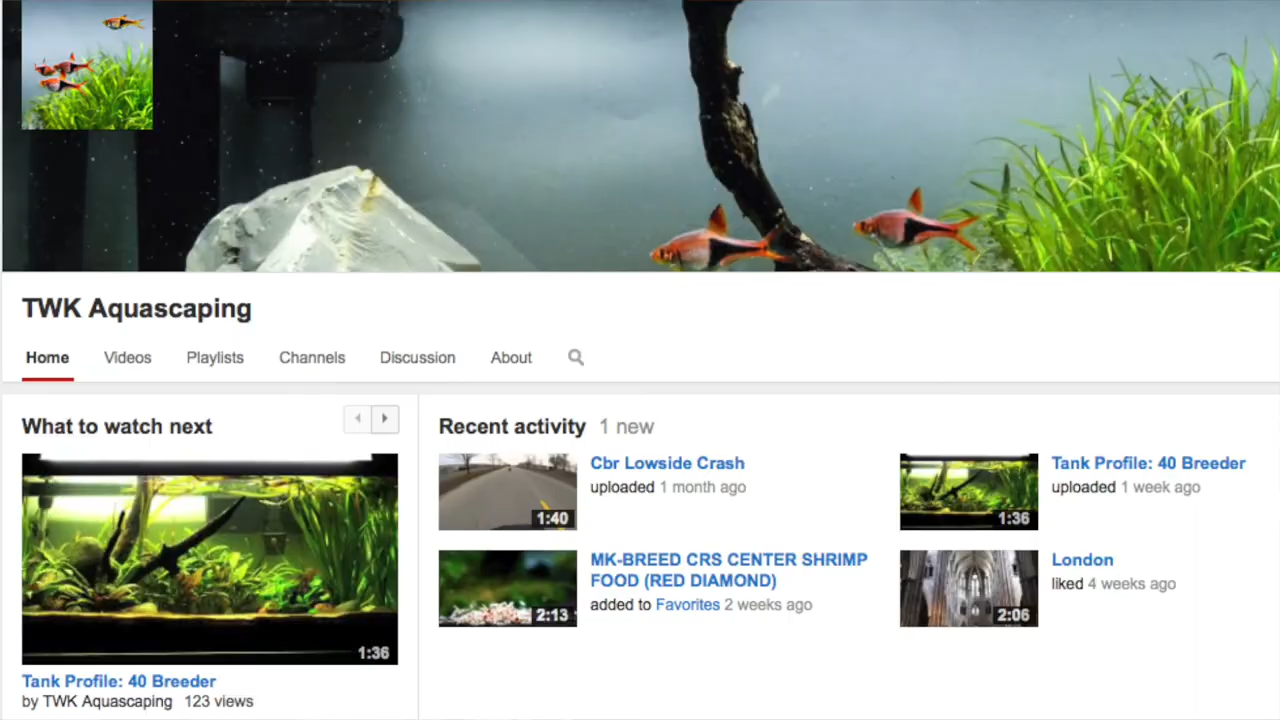 TWK Aquascaping
Home Videos Playlists Channels Discussion About
What to watch next
1:36
Tank Profile: 40 Breeder
by TWK Aquascaping 123 views
Recent activity 1 new
1:40
Cbr Lowside Crash
uploaded 1 month ago
1:36
Tank Profile: 40 Breeder
uploaded 1 week ago
2:13
MK-BREED CRS CENTER SHRIMP
FOOD (RED DIAMOND)
added to Favorites 2 weeks ago
2:06
London
liked 4 weeks ago